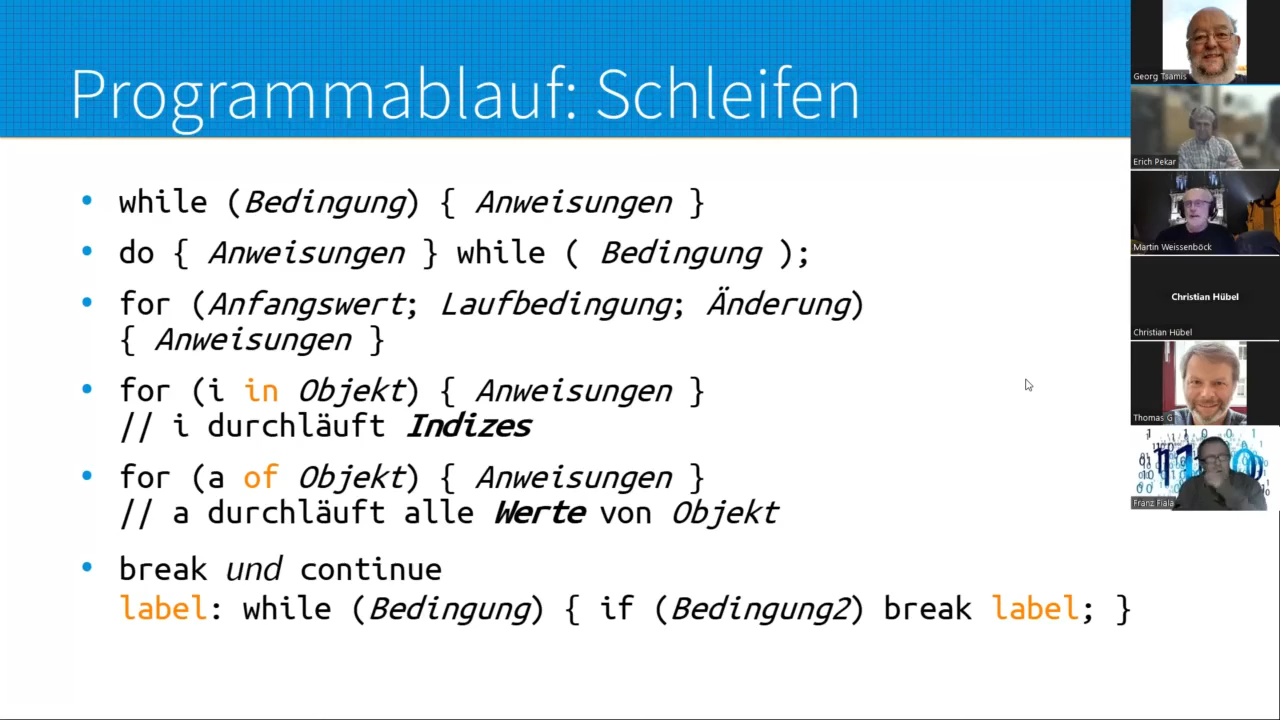 Programmablauf: Schleifen
• while (Bedingung) { Anweisungen }
• do { Anweisungen } while ( Bedingung );
• for (Anfangswert; Laufbedingung; Änderung)
{ Anweisungen }
• for (i in Objekt) { Anweisungen }
// i durchläuft Indizes
• for (a of Objekt) { Anweisungen }
// a durchläuft alle Werte von Objekt
• break und continue
label: while (Bedingung) { if (Bedingung2) break label; }
Georg Tsamis
Erich Pekar
Martin Weissenböck
Christian Hübel
Christian Hübel
Thomas G
Franz Fiala